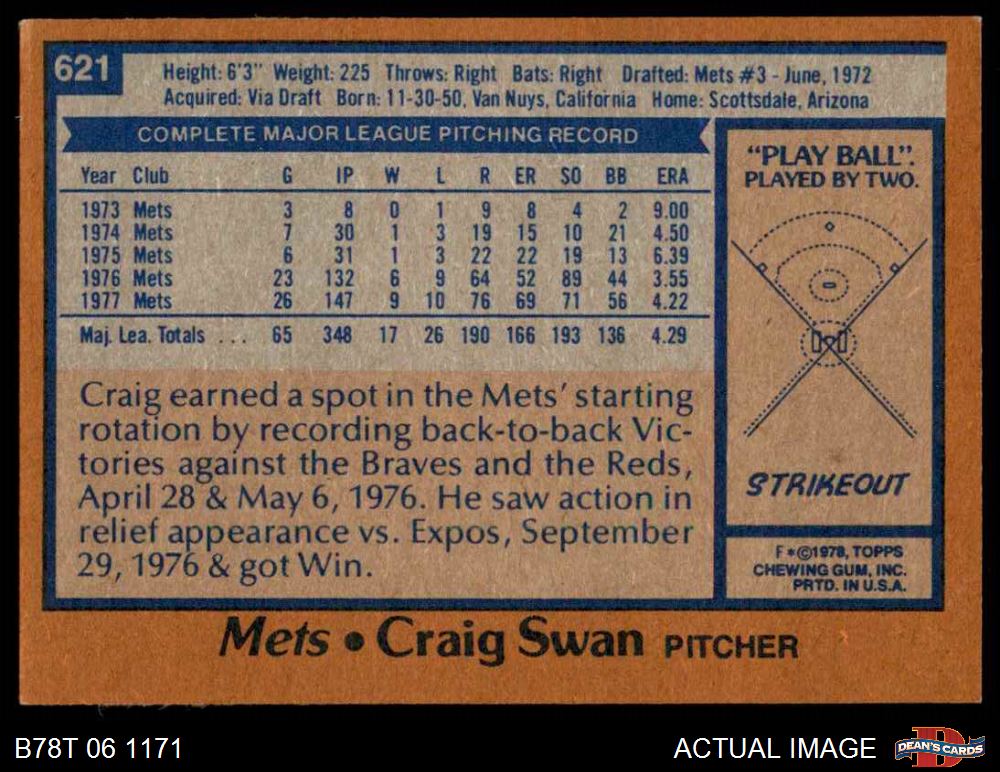 621
Height: 6'3" Weight: 225 Throws: Right Bats: Right Drafted: Mets #3 - June, 1972
Acquired: Via Draft Born: 11-30-50, Van Nuys, California Home: Scottsdale, Arizona
COMPLETE MAJOR LEAGUE PITCHING RECORD
Year Club G IP W L R ER SO BB ERA
1973 Mets 3 8 0 1 9 8 4 2 9.00
1974 Mets 7 30 1 3 19 15 10 21 4.50
1975 Mets 6 31 1 3 22 22 19 13 6.39
1976 Mets 23 132 6 9 64 52 89 44 3.55
1977 Mets 26 147 9 10 76 69 71 56 4.22
Maj. Lea. Totals ... 65 348 17 26 190 166 193 136 4.29
Craig earned a spot in the Mets' starting
rotation by recording back-to-back Vic-
tories against the Braves and the Reds,
April 28 & May 6, 1976. He saw action in
relief appearance vs. Expos, September
29, 1976 & got Win.
"PLAY BALL".
PLAYED BY TWO.
STRIKEOUT
F*©1978, TOPPS
CHEWING GUM, INC.
PRTD. IN U.S.A.
Mets • Craig Swan PITCHER
B78T 06 1171
ACTUAL IMAGE
D
DEAN'S CARDS